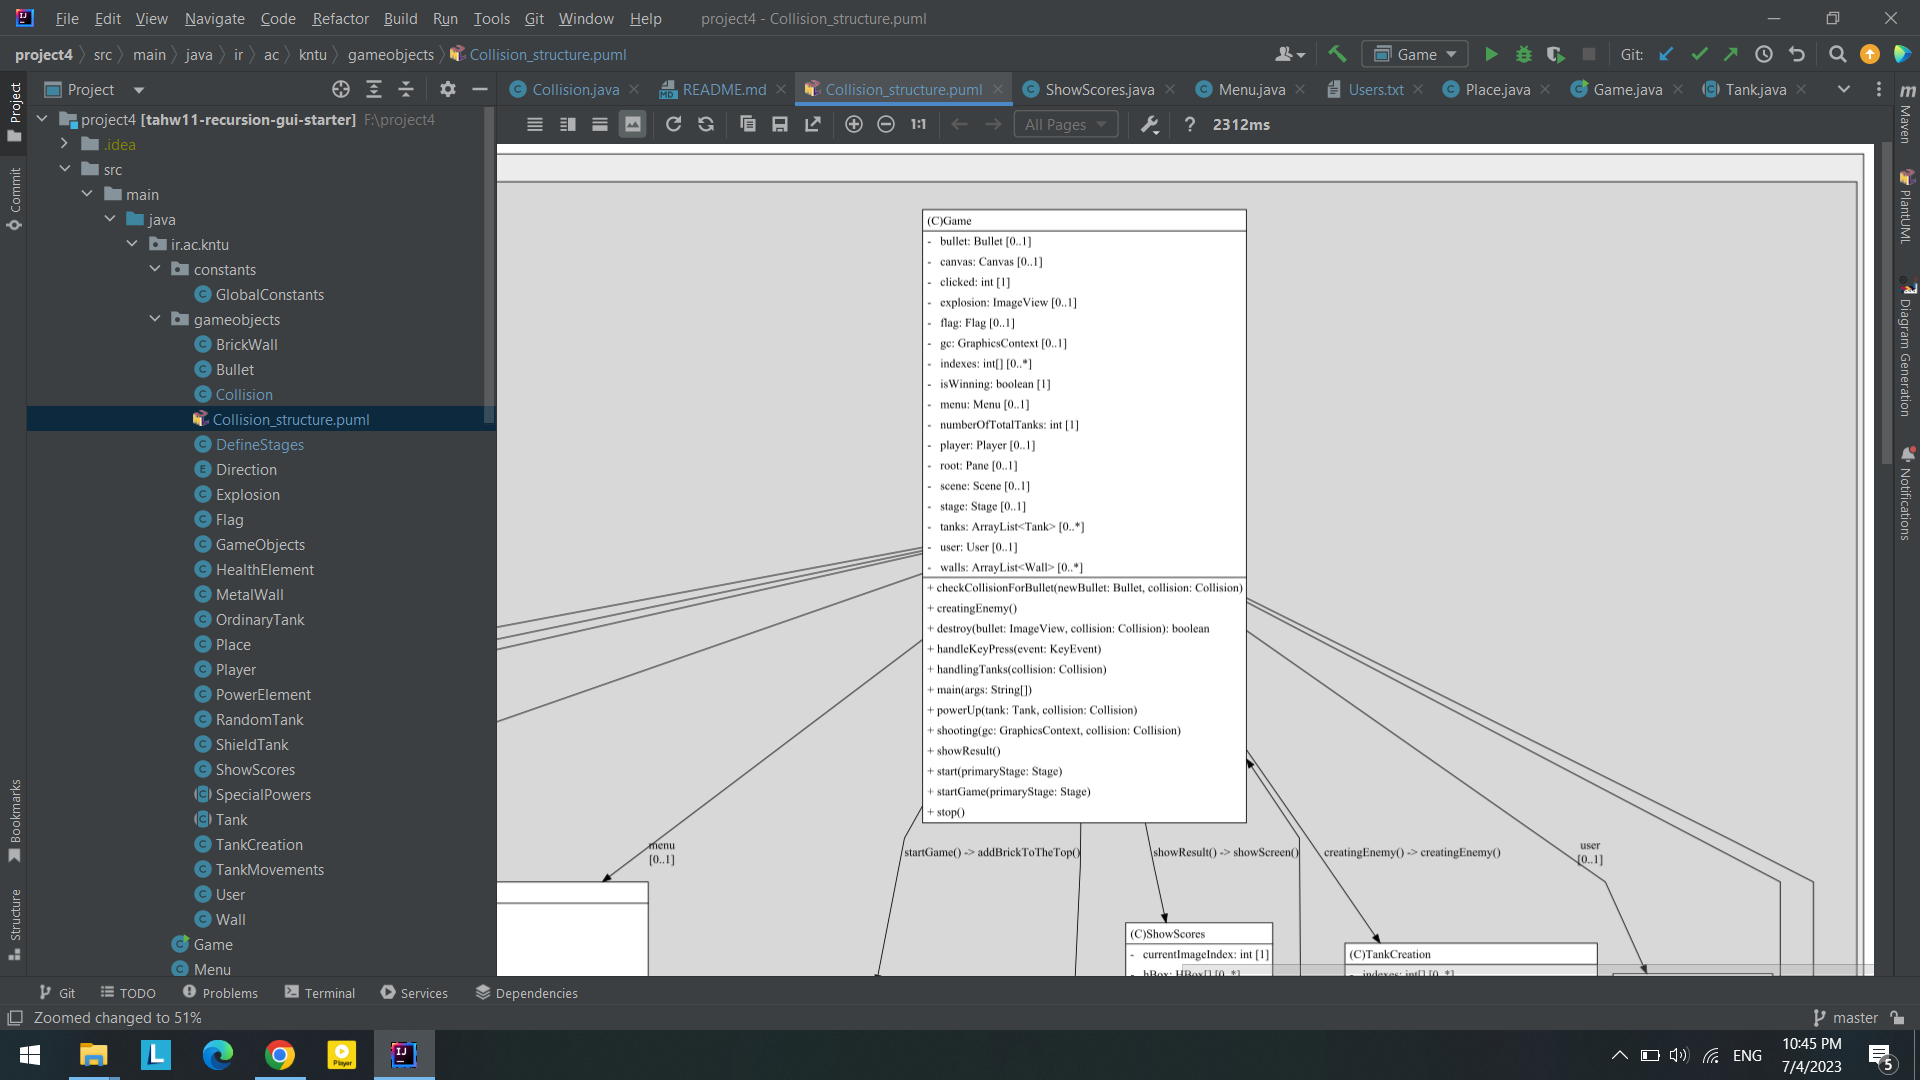 File Edit View Navigate Code Refactor Build Run Tools Git Window Help project4 - Collision_structure.puml
project4 src main java ir ac kntu gameobjects Collision_structure.puml Game Git:
Project
Collision.java README.md Collision_structure.puml ShowScores.java Menu.java Users.txt Place.java Game.java Tank.java
1:1 All Pages ? 2312ms
project4 [tahw11-recursion-gui-starter] F:\project4
.idea
src
main
java
ir.ac.kntu
constants
GlobalConstants
gameobjects
BrickWall
Bullet
Collision
Collision_structure.puml
DefineStages
Direction
Explosion
Flag
GameObjects
HealthElement
MetalWall
OrdinaryTank
Place
Player
PowerElement
RandomTank
ShieldTank
ShowScores
SpecialPowers
Tank
TankCreation
TankMovements
User
Wall
Game
Menu
Project
Commit
Bookmarks
Structure
(C)Game
- bullet: Bullet [0..1]
- canvas: Canvas [0..1]
- clicked: int [1]
- explosion: ImageView [0..1]
- flag: Flag [0..1]
- gc: GraphicsContext [0..1]
- indexes: int[] [0..*]
- isWinning: boolean [1]
- menu: Menu [0..1]
- numberOfTotalTanks: int [1]
- player: Player [0..1]
- root: Pane [0..1]
- scene: Scene [0..1]
- stage: Stage [0..1]
- tanks: ArrayList<Tank> [0..*]
- user: User [0..1]
- walls: ArrayList<Wall> [0..*]
+ checkCollisionForBullet(newBullet: Bullet, collision: Collision)
+ creatingEnemy()
+ destroy(bullet: ImageView, collision: Collision): boolean
+ handleKeyPress(event: KeyEvent)
+ handlingTanks(collision: Collision)
+ main(args: String[])
+ powerUp(tank: Tank, collision: Collision)
+ shooting(gc: GraphicsContext, collision: Collision)
+ showResult()
+ start(primaryStage: Stage)
+ startGame(primaryStage: Stage)
+ stop()
menu
[0..1]
startGame() -> addBrickToTheTop()
showResult() -> showScreen()
creatingEnemy() -> creatingEnemy()
user
[0..1]
(C)ShowScores
- currentImageIndex: int [1]
- hBox: HBox[] [0..*]
(C)TankCreation
- indexes: int[] [0..*]
Maven
PlantUML
Diagram Generation
Notifications
Git TODO Problems Terminal Services Dependencies
Zoomed changed to 51% master
L Player IJ ENG
10:45 PM
7/4/2023
5